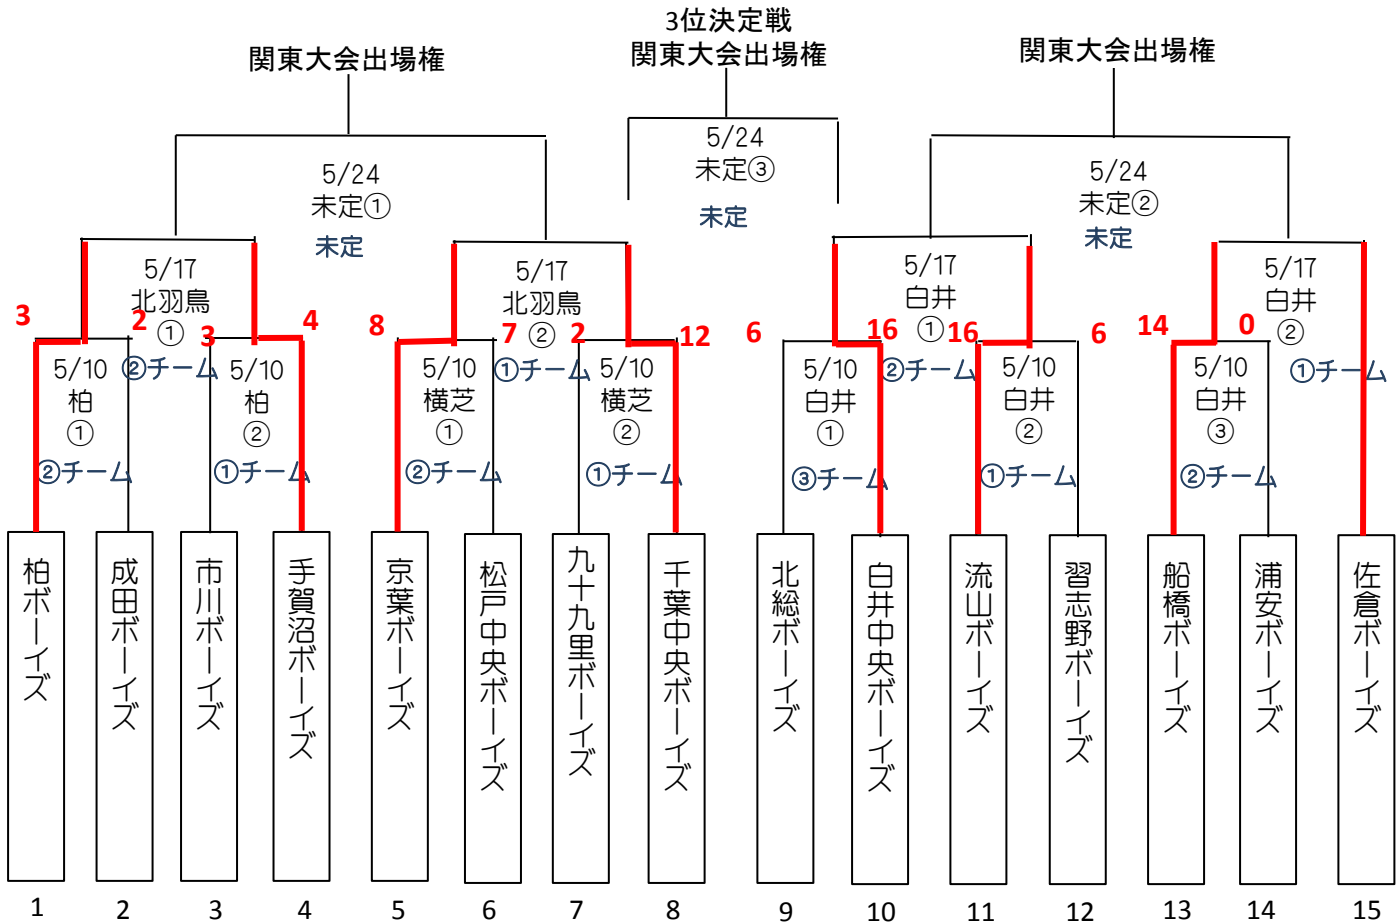 3位決定戦
関東大会出場権
関東大会出場権
関東大会出場権
5/24
未定①
未定
5/24
未定③
未定
5/24
未定②
未定
5/17
北羽鳥
①
②チーム
5/17
北羽鳥
②
①チーム
5/17
白井
①
②チーム
5/17
白井
②
①チーム
3
2
3
4
8
7
2
12
6
16
16
6
14
0
5/10
柏
①
②チーム
5/10
柏
②
①チーム
5/10
横芝
①
②チーム
5/10
横芝
②
①チーム
5/10
白井
①
③チーム
5/10
白井
②
①チーム
5/10
白井
③
②チーム
柏ボーイズ
成田ボーイズ
市川ボーイズ
手賀沼ボーイズ
京葉ボーイズ
松戸中央ボーイズ
九十九里ボーイズ
千葉中央ボーイズ
北総ボーイズ
白井中央ボーイズ
流山ボーイズ
習志野ボーイズ
船橋ボーイズ
浦安ボーイズ
佐倉ボーイズ
1 2 3 4 5 6 7 8 9 10 11 12 13 14 15